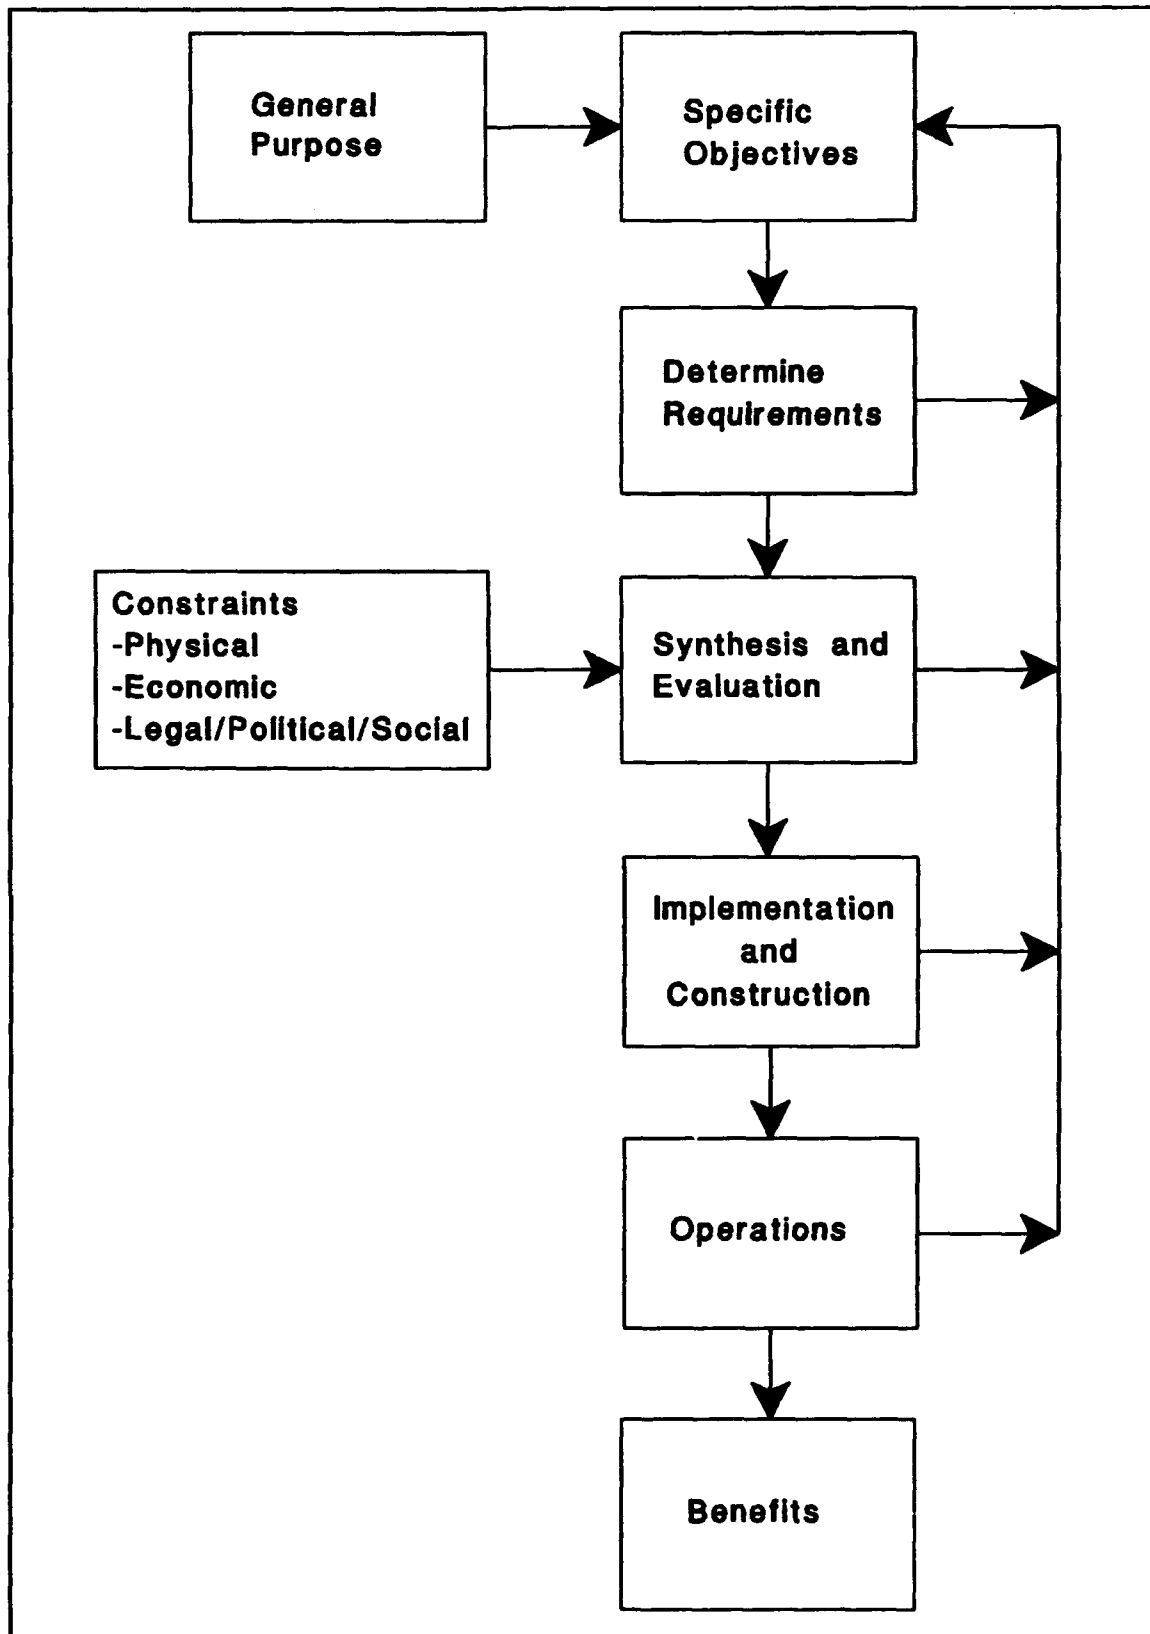 General
Purpose
Specific
Objectives
Determine
Requirements
Constraints
-Physical
-Economic
-Legal/Political/Social
Synthesis and
Evaluation
Implementation
and
Construction
Operations
Benefits